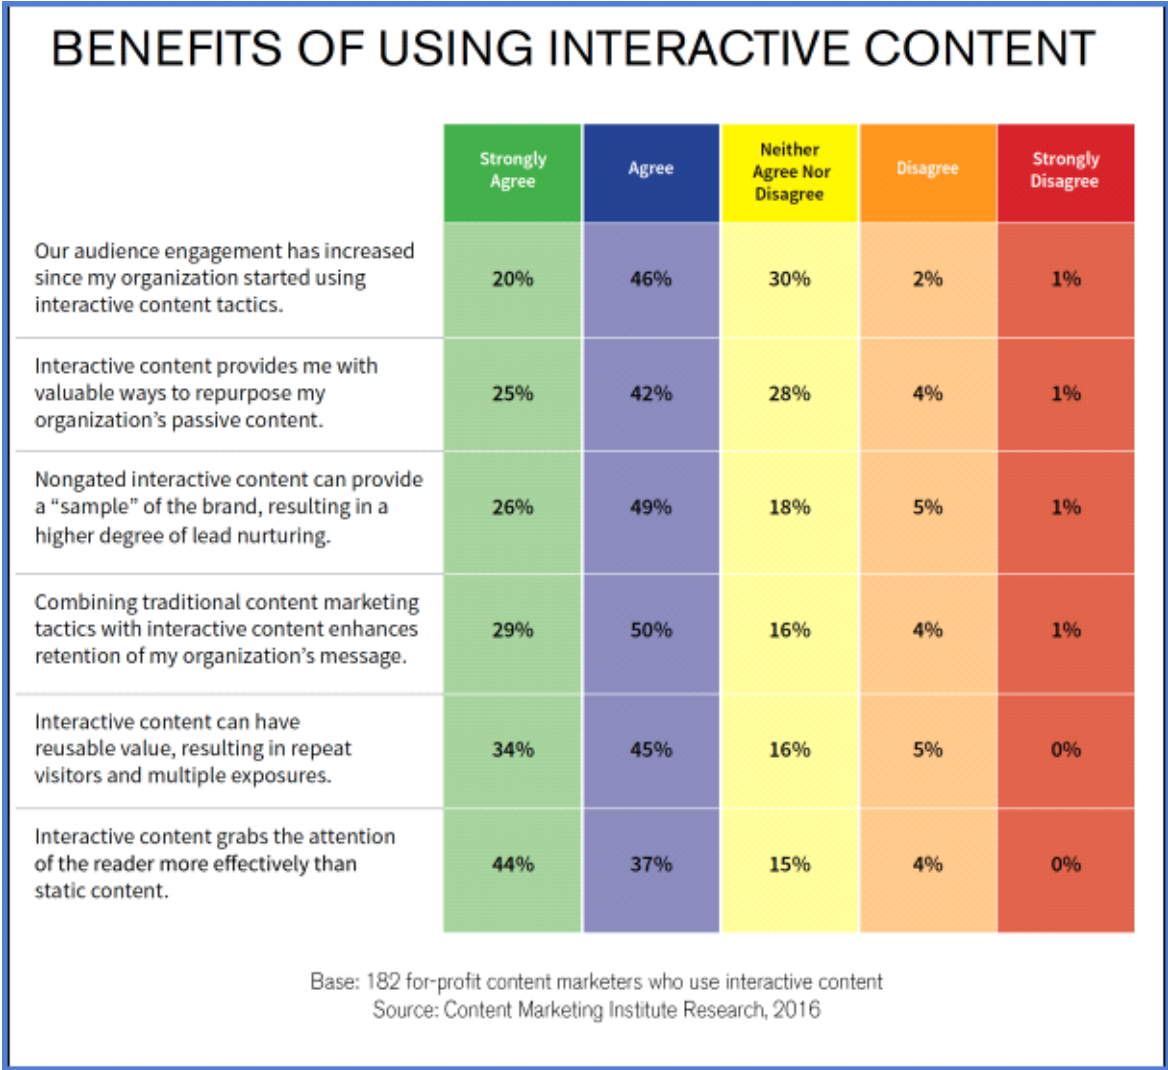 BENEFITS OF USING INTERACTIVE CONTENT
Strongly
Agree
Agree
Neither
Agree Nor
Disagree
Disagree
Strongly
Disagree
Our audience engagement has increased
since my organization started using
interactive content tactics.
20% 46% 30% 2% 1%
Interactive content provides me with
valuable ways to repurpose my
organization’s passive content.
25% 42% 28% 4% 1%
Nongated interactive content can provide
a “sample” of the brand, resulting in a
higher degree of lead nurturing.
26% 49% 18% 5% 1%
Combining traditional content marketing
tactics with interactive content enhances
retention of my organization’s message.
29% 50% 16% 4% 1%
Interactive content can have
reusable value, resulting in repeat
visitors and multiple exposures.
34% 45% 16% 5% 0%
Interactive content grabs the attention
of the reader more effectively than
static content.
44% 37% 15% 4% 0%
Base: 182 for-profit content marketers who use interactive content
Source: Content Marketing Institute Research, 2016